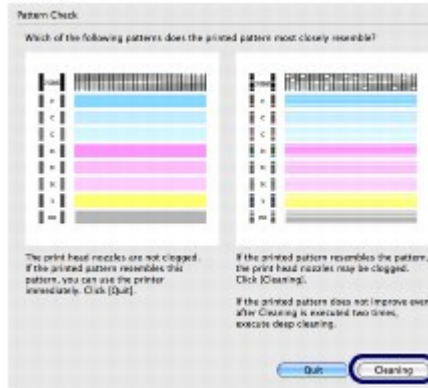 Pattern Check
Which of the following patterns does the printed pattern most closely resemble?
C
C
M
Y
C
C
M
Y
The print head nozzles are not clogged.
If the printed pattern resembles this
pattern, you can use the printer
immediately. Click [Quit].
If the printed pattern resembles the pattern,
the print head nozzles may be clogged.
Click [Cleaning].
If the printed pattern does not improve even
after Cleaning is executed two times,
execute deep cleaning.
Quit
Cleaning